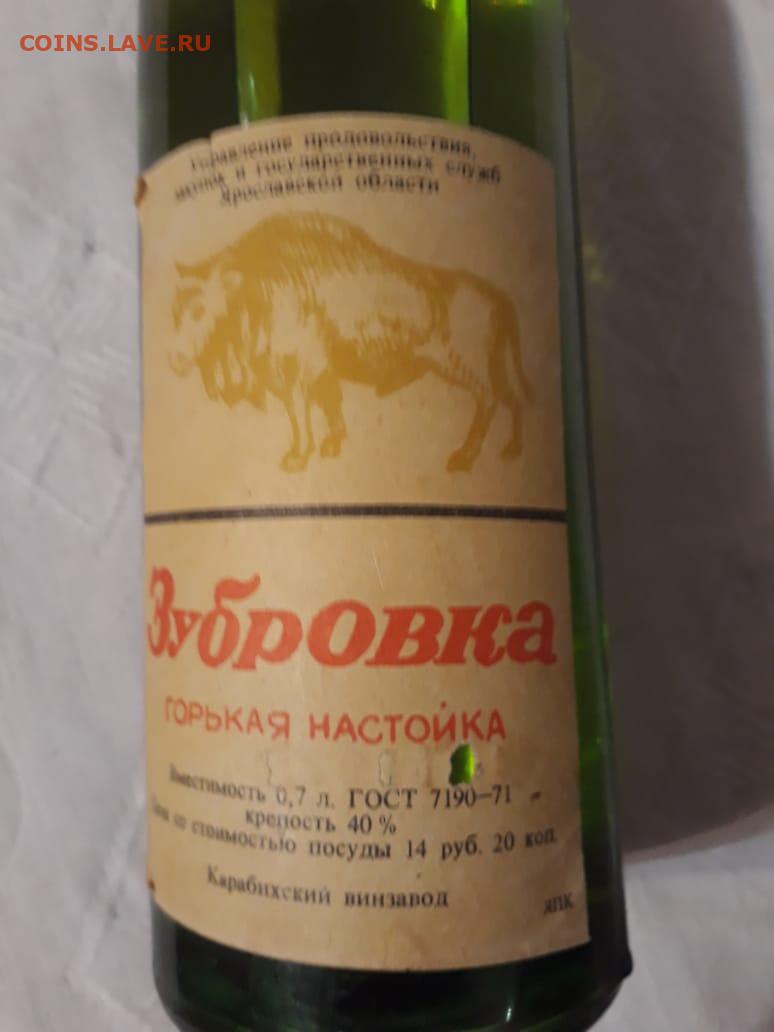 COINS.LAVE.RU
Управление продовольствия,
закупок и государственных служб
Ярославской области
Зубровка
ГОРЬКАЯ НАСТОЙКА
Вместимость 0,7 л. ГОСТ 7190—71
крепость 40 %
Цена со стоимостью посуды 14 руб. 20 коп.
Карабихский винзавод
ЯПК